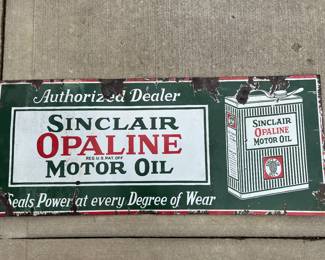 Authorized Dealer
SINCLAIR
OPALINE
REG. U.S. PAT. OFF.
MOTOR OIL
Seals Power at every Degree of Wear
SINCLAIR
OPALINE
MOTOR OIL